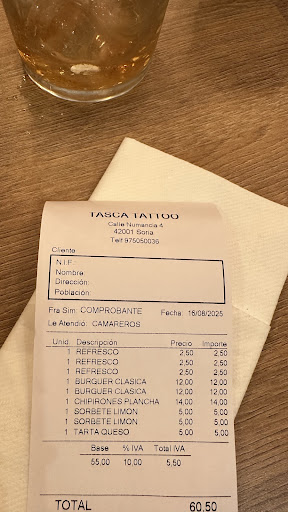 TASCA TATTOO
Calle Numancia 4
42001 Soria
Telf 975050036
Cliente:
N.I.F.:
Nombre
Dirección:
Población:
Fra Sim: COMPROBANTE Fecha: 16/08/2025
Le Atendió: CAMAREROS
Unid. Descripción Precio Importe
1 REFRESCO 2,50 2,50
1 REFRESCO 2,50 2,50
1 REFRESCO 2,50 2,50
1 BURGUER CLASICA 12,00 12,00
1 BURGUER CLASICA 12,00 12,00
1 CHIPIRONES PLANCHA 14,00 14,00
1 SORBETE LIMON 5,00 5,00
1 SORBETE LIMON 5,00 5,00
1 TARTA QUESO 5,00 5,00
Base % IVA Total IVA
55,00 10,00 5,50
TOTAL 60,50